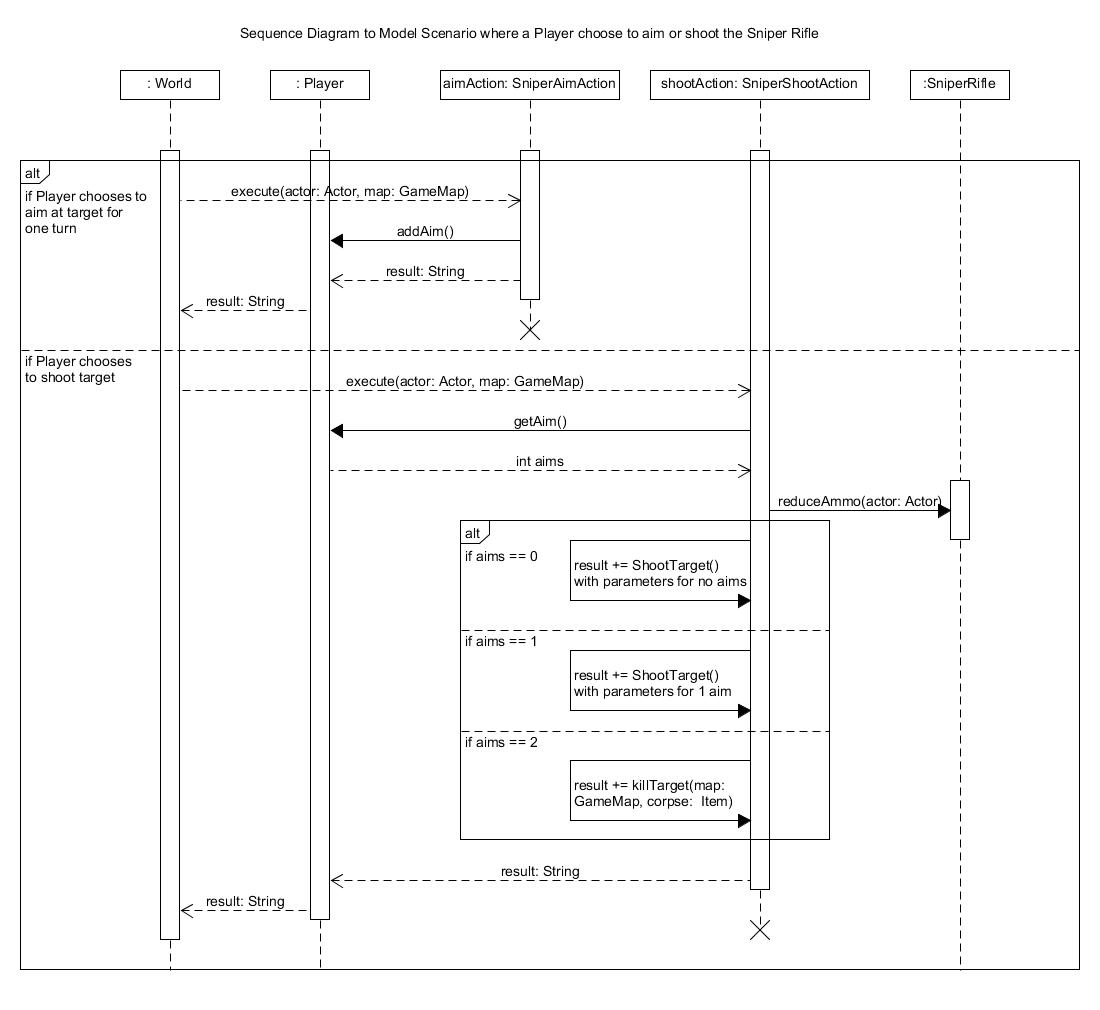 Sequence Diagram to Model Scenario where a Player choose to aim or shoot the Sniper Rifle
: World
: Player
aimAction: SniperAimAction
shootAction: SniperShootAction
:SniperRifle
alt
if Player chooses to
aim at target for
one turn
execute(actor: Actor, map: GameMap)
addAim()
result: String
result: String
if Player chooses
to shoot target
execute(actor: Actor, map: GameMap)
getAim()
int aims
reduceAmmo(actor: Actor)
alt
if aims == 0
result += ShootTarget()
with parameters for no aims
if aims == 1
result += ShootTarget()
with parameters for 1 aim
if aims == 2
result += killTarget(map:
GameMap, corpse: Item)
result: String
result: String